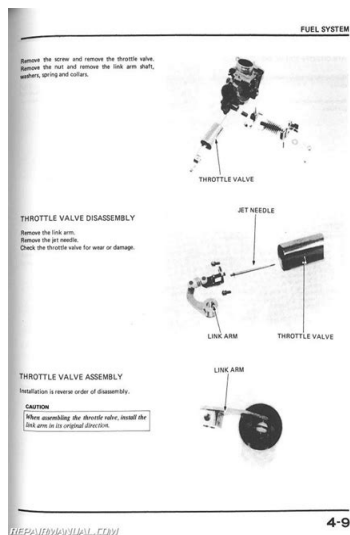 FUEL SYSTEM
Remove the screw and remove the throttle valve.
Remove the nut and remove the link arm shaft,
washers, spring and collars.
THROTTLE VALVE
THROTTLE VALVE DISASSEMBLY
Remove the link arm.
Remove the jet needle.
Check the throttle valve for wear or damage.
JET NEEDLE
LINK ARM
THROTTLE VALVE
THROTTLE VALVE ASSEMBLY
Installation is reverse order of disassembly.
CAUTION
When assembling the throttle valve, install the
link arm in its original direction.
LINK ARM
4-9
REPAIRMANUAL.COM